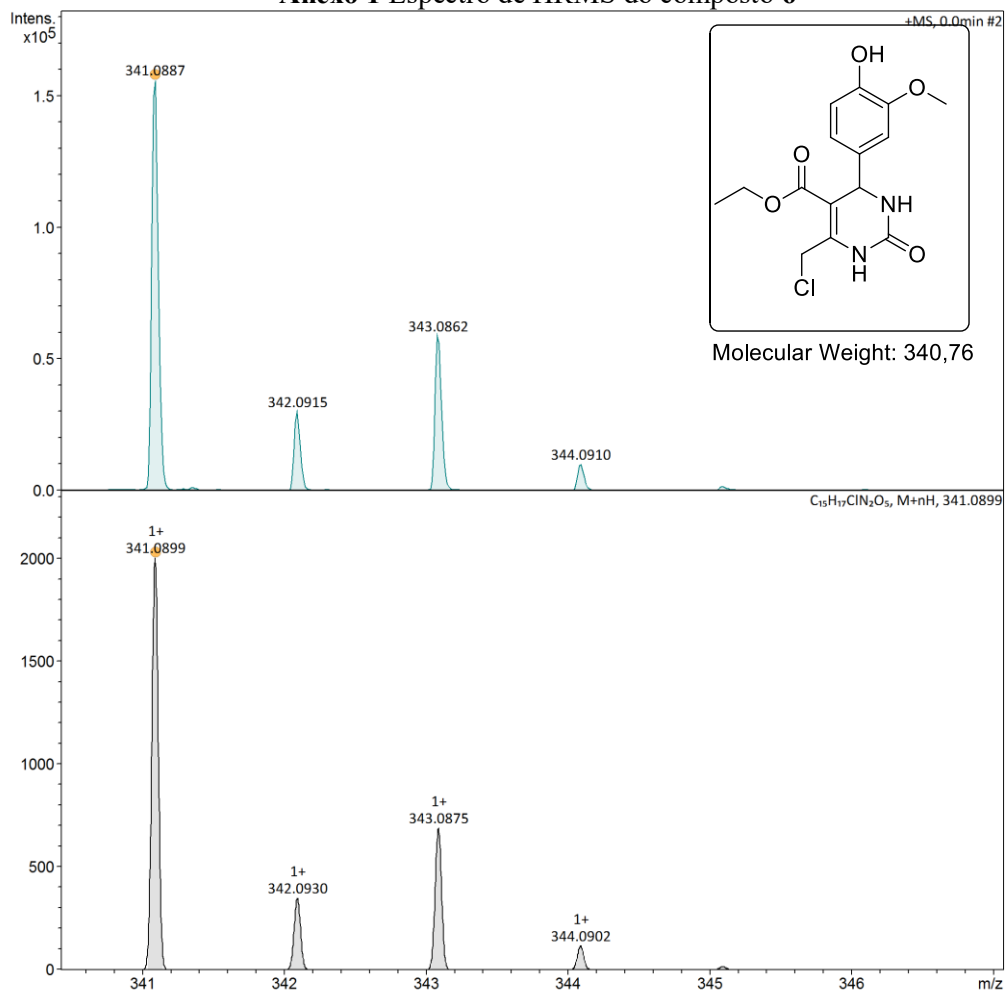 Anexo 1 Espectro de HRMS do composto 6
Intens.
x10⁵
+MS, 0.0min #2
341.0887
1.5
1.0
343.0862
0.5
342.0915
344.0910
0.0
OH
O
O
O
NH
N
H
O
Cl
Molecular Weight: 340,76
C₁₅H₁₇ClN₂O₅, M+nH, 341.0899
1+
341.0899
2000
1500
1000
1+
343.0875
500
1+
342.0930
1+
344.0902
0
341 342 343 344 345 346 m/z